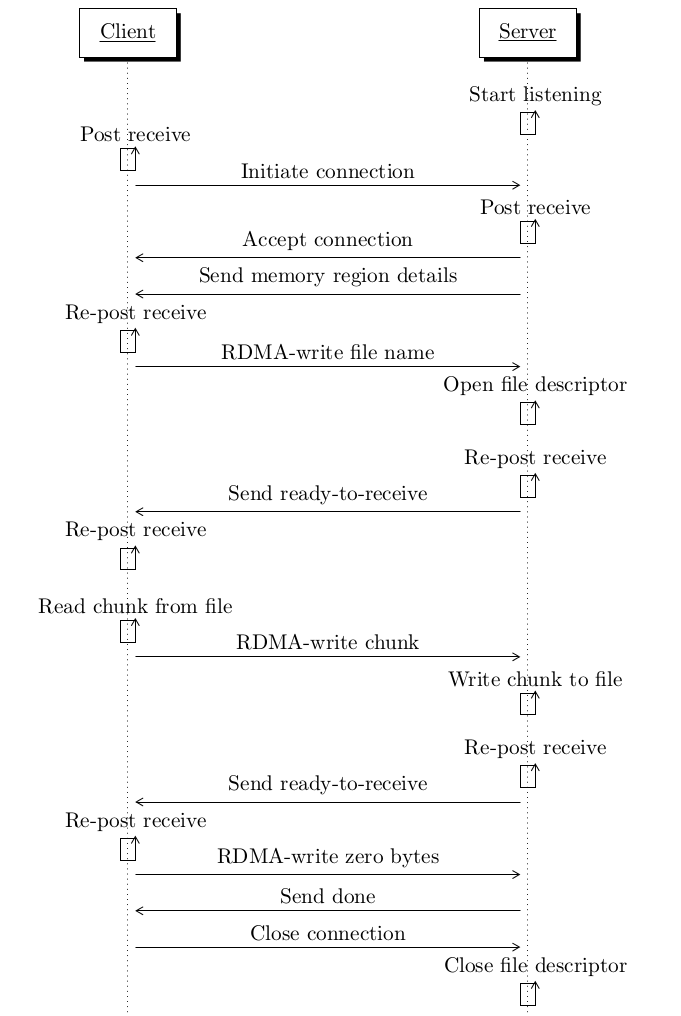 Client
Server
Start listening
Post receive
Initiate connection
Post receive
Accept connection
Send memory region details
Re-post receive
RDMA-write file name
Open file descriptor
Re-post receive
Send ready-to-receive
Re-post receive
Read chunk from file
RDMA-write chunk
Write chunk to file
Re-post receive
Send ready-to-receive
Re-post receive
RDMA-write zero bytes
Send done
Close connection
Close file descriptor